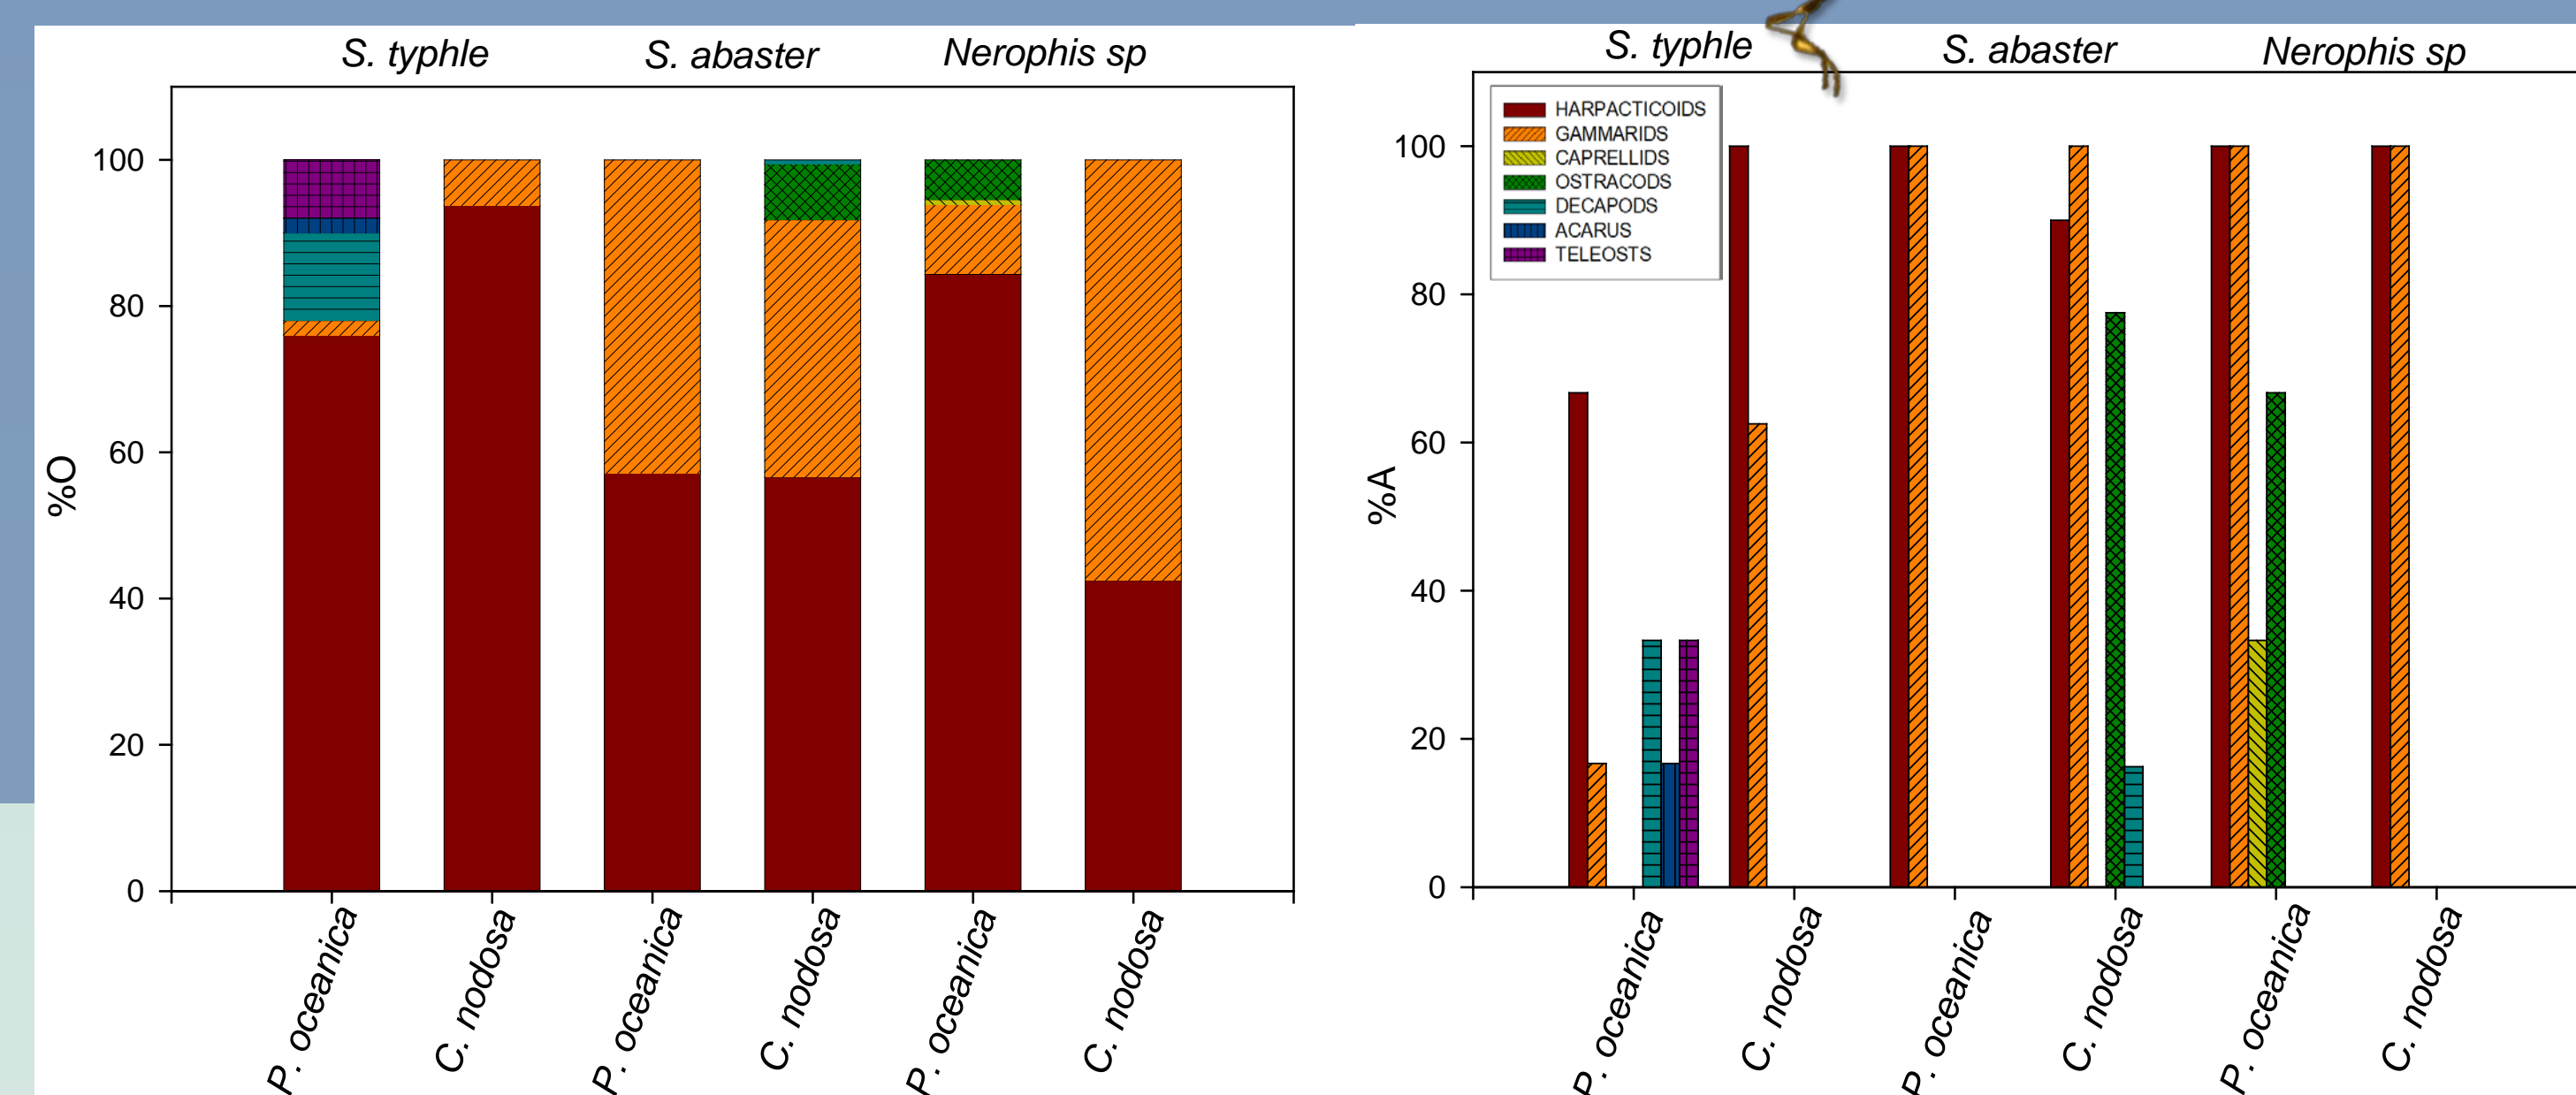 S. typhle S. abaster Nerophis sp
100
80
60
40
20
0
%O
P. oceanica C. nodosa P. oceanica C. nodosa P. oceanica C. nodosa
S. typhle S. abaster Nerophis sp
HARPACTICOIDS
GAMMARIDS
CAPRELLIDS
OSTRACODS
DECAPODS
ACARUS
TELEOSTS
100
80
60
40
20
0
%A
P. oceanica C. nodosa P. oceanica C. nodosa P. oceanica C. nodosa